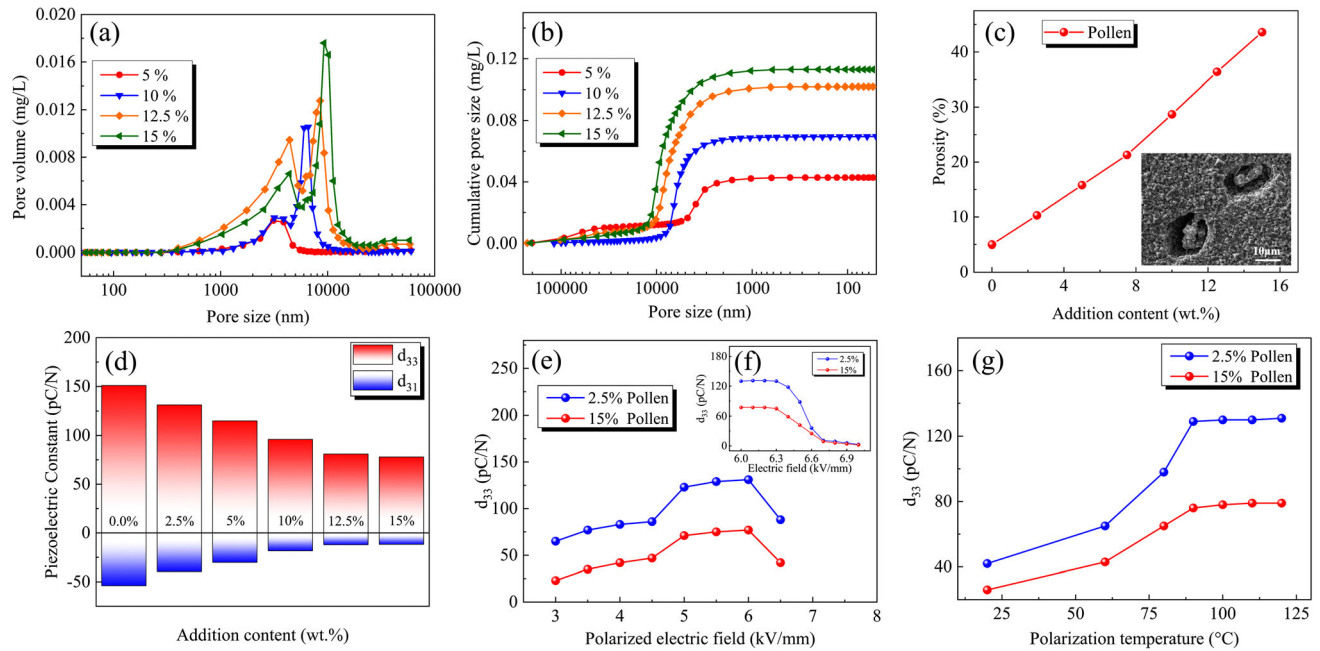 (a)
5 %
10 %
12.5 %
15 %
0.020
0.016
0.012
0.008
0.004
0.000
Pore volume (mg/L)
100 1000 10000 100000
Pore size (nm)
(b)
5 %
10 %
12.5 %
15 %
0.12
0.08
0.04
0.00
Cumulative pore size (mg/L)
100000 10000 1000 100
Pore size (nm)
(c)
Pollen
40
30
20
10
0
Porosity (%)
10μm
0 4 8 12 16
Addition content (wt.%)
(d)
d33
d31
200
150
100
50
0
-50
Piezoelectric Constant (pC/N)
0.0% 2.5% 5% 10% 12.5% 15%
Addition content (wt.%)
(e)
2.5% Pollen
15% Pollen
250
225
200
175
150
125
100
75
50
25
0
d33 (pC/N)
3 4 5 6 7 8
Polarized electric field (kV/mm)
(f)
2.5%
15%
180
120
60
0
d33 (pC/N)
6.0 6.3 6.6 6.9
Electric field (kV/mm)
(g)
2.5% Pollen
15% Pollen
160
120
80
40
d33 (pC/N)
25 50 75 100 125
Polarization temperature (°C)